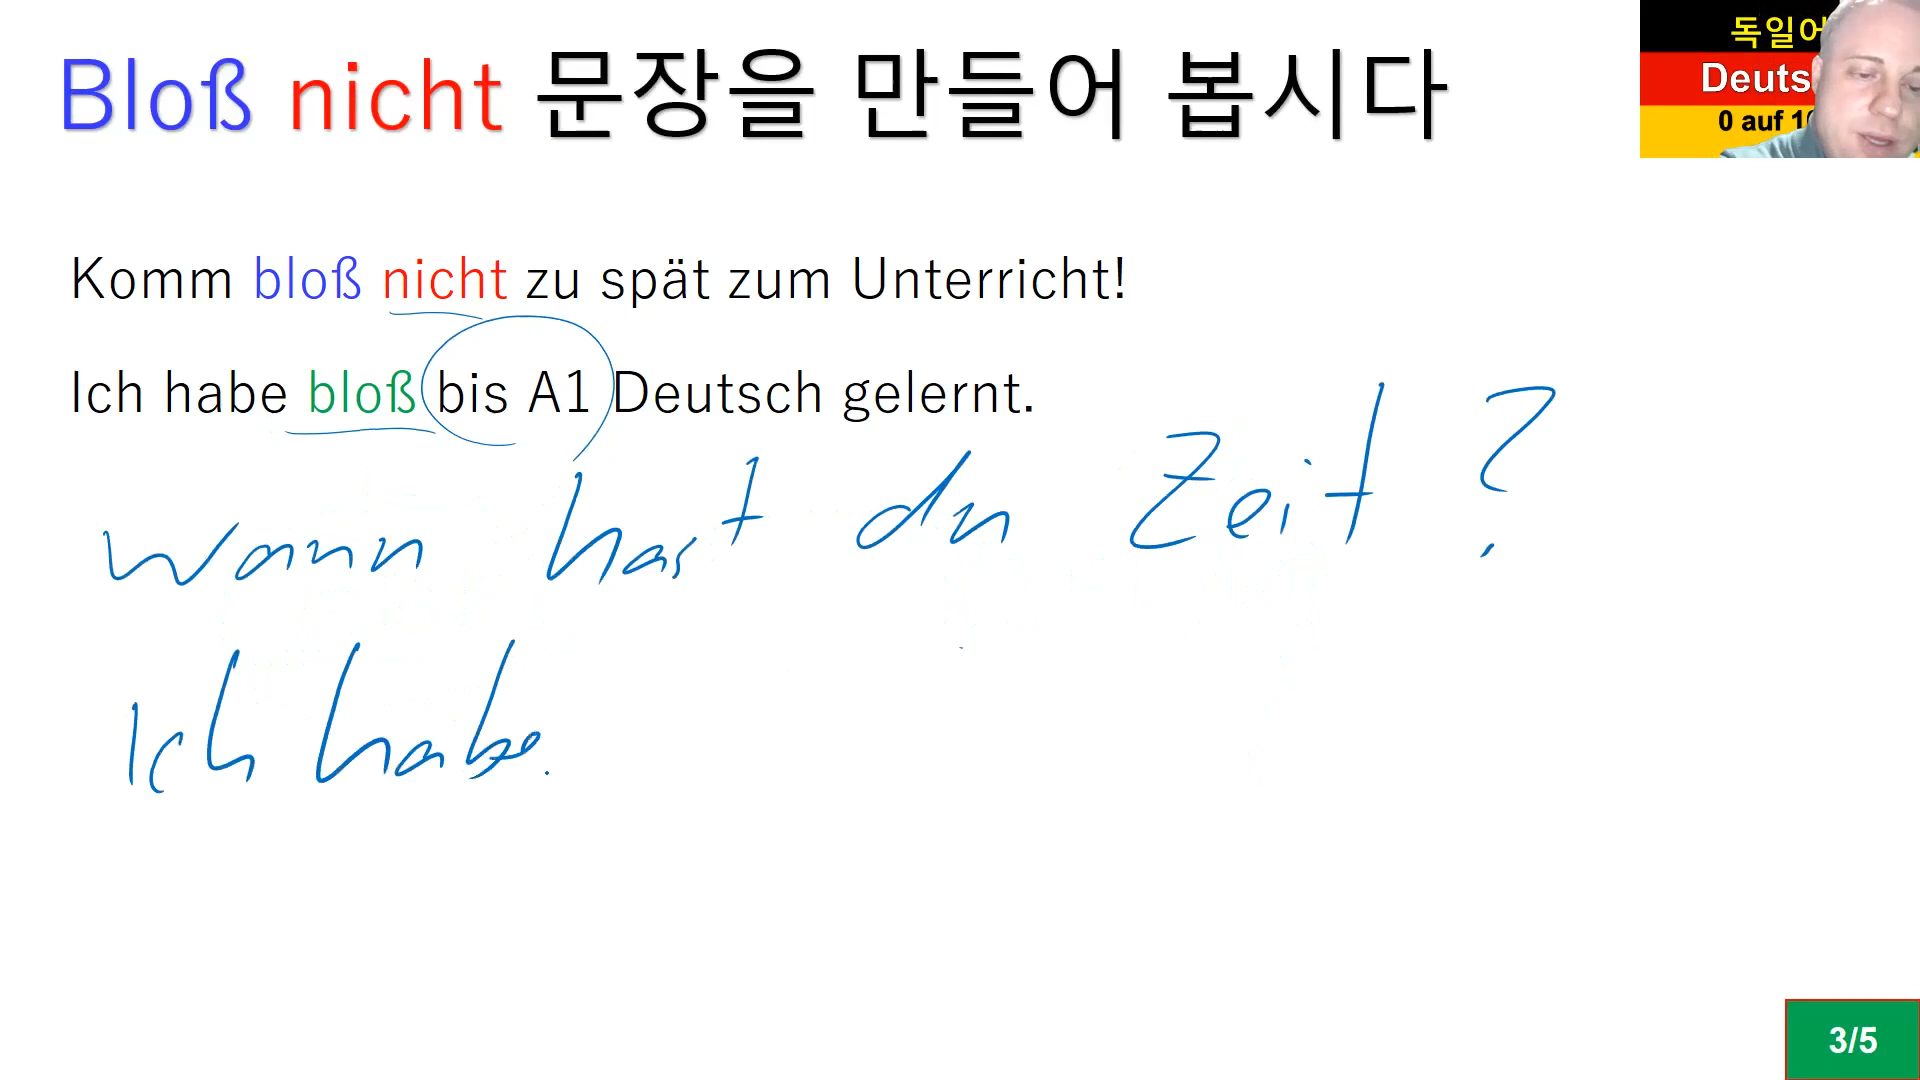 Bloß nicht 문장을 만들어 봅시다
독일어
Deuts
0 auf 10
Komm bloß nicht zu spät zum Unterricht!
Ich habe bloß bis A1 Deutsch gelernt.
Wann hast du Zeit?
Ich habe
3/5